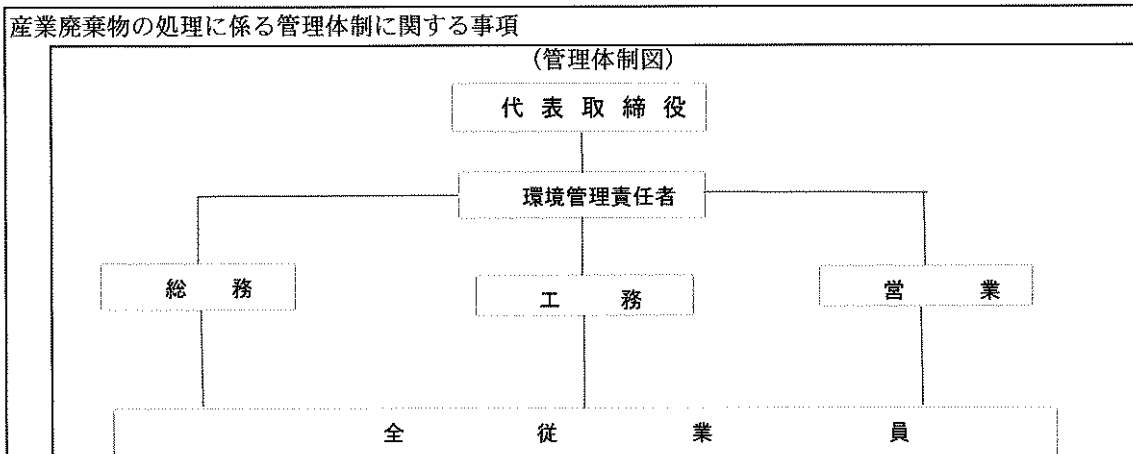 産業廃棄物の処理に係る管理体制に関する事項
(管理体制図)
代表取締役
環境管理責任者
総務
工務
営業
全従業員